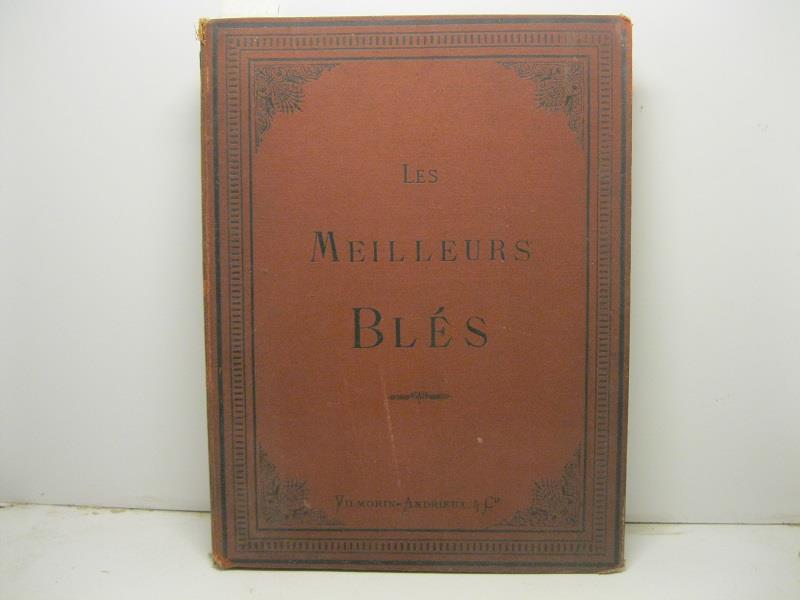 Les
Meilleurs
Blés
Vilmorin-Andrieux & Cie